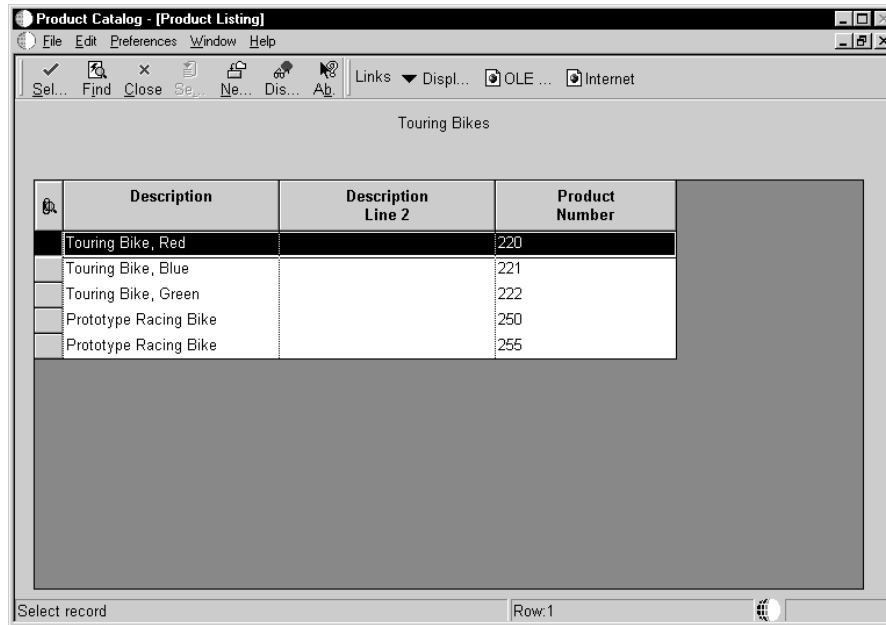 Product Catalog - [Product Listing]
File Edit Preferences Window Help
Sel... Find Close Se... Ne... Dis... Ab. Links Displ... OLE ... Internet
Touring Bikes
Description Description Line 2 Product Number
Touring Bike, Red 220
Touring Bike, Blue 221
Touring Bike, Green 222
Prototype Racing Bike 250
Prototype Racing Bike 255
Select record Row:1